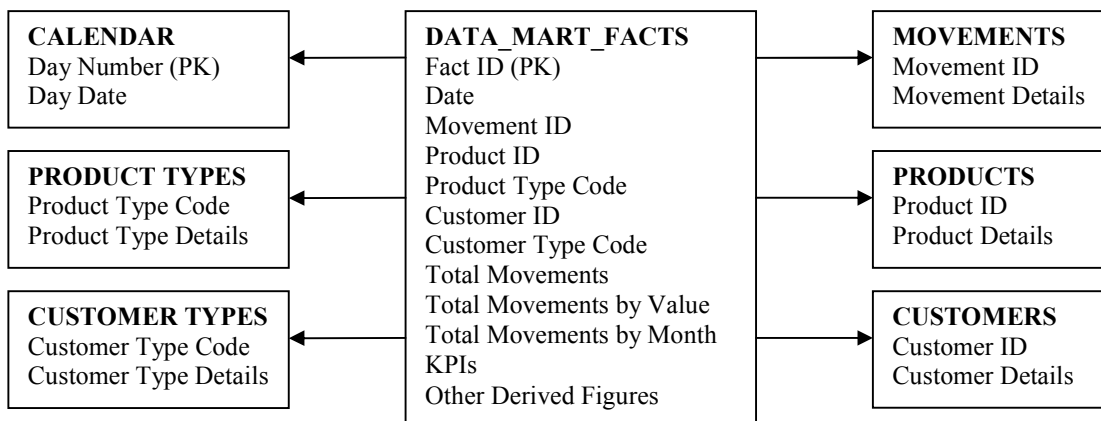 CALENDAR
Day Number (PK)
Day Date
PRODUCT TYPES
Product Type Code
Product Type Details
CUSTOMER TYPES
Customer Type Code
Customer Type Details
DATA_MART_FACTS
Fact ID (PK)
Date
Movement ID
Product ID
Product Type Code
Customer ID
Customer Type Code
Total Movements
Total Movements by Value
Total Movements by Month
KPIs
Other Derived Figures
MOVEMENTS
Movement ID
Movement Details
PRODUCTS
Product ID
Product Details
CUSTOMERS
Customer ID
Customer Details